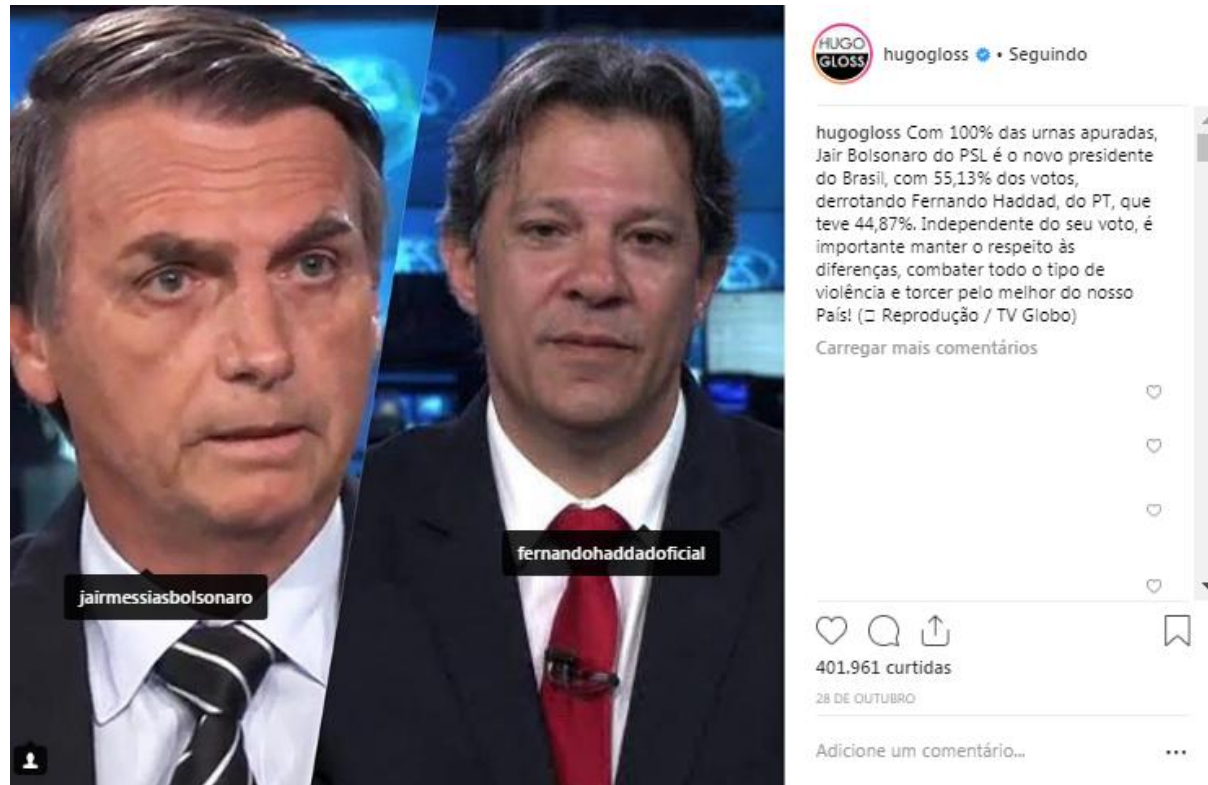 jairmessiasbolsonaro
fernandohaddadoficial
HUGO
GLOSS
hugogloss • Seguindo
hugogloss Com 100% das urnas apuradas,
Jair Bolsonaro do PSL é o novo presidente
do Brasil, com 55,13% dos votos,
derrotando Fernando Haddad, do PT, que
teve 44,87%. Independente do seu voto, é
importante manter o respeito às
diferenças, combater todo o tipo de
violência e torcer pelo melhor do nosso
País! (▯ Reprodução / TV Globo)
Carregar mais comentários
401.961 curtidas
28 DE OUTUBRO
Adicione um comentário...